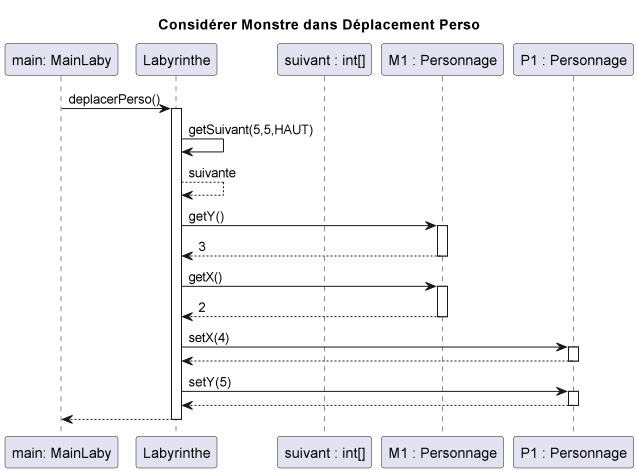 Considérer Monstre dans Déplacement Perso
main: MainLaby
Labyrinthe
suivant : int[]
M1 : Personnage
P1 : Personnage
deplacerPerso()
getSuivant(5,5,HAUT)
suivante
getY()
3
getX()
2
setX(4)
setY(5)
main: MainLaby
Labyrinthe
suivant : int[]
M1 : Personnage
P1 : Personnage